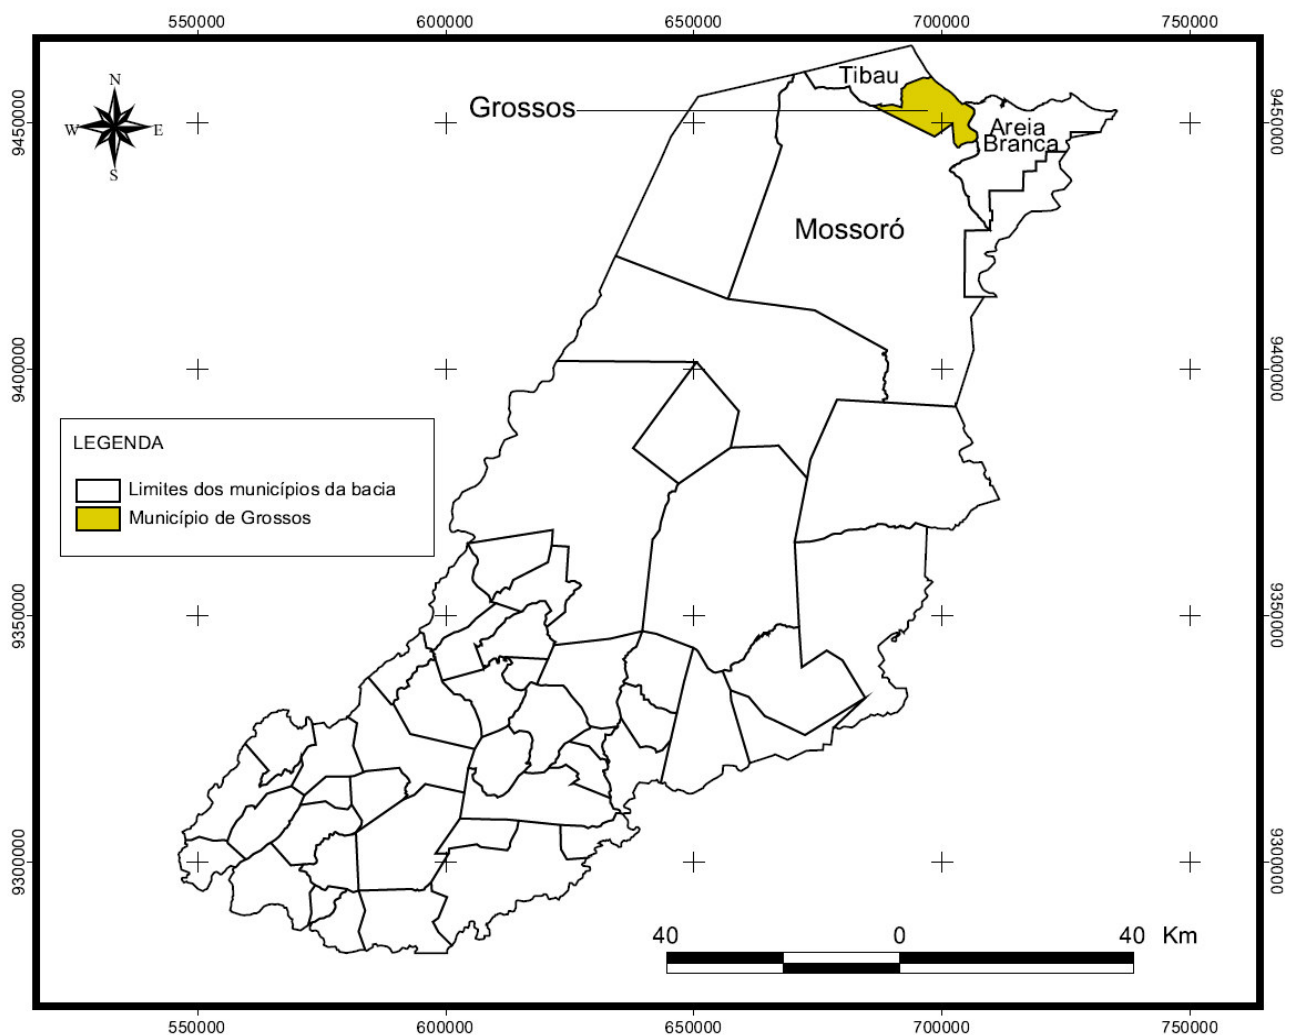 550000 600000 650000 700000 750000
N
W E
S
Tibau
Grossos
Areia
Branca
Mossoró
9450000 9450000
9400000 9400000
LEGENDA
Limites dos municípios da bacia
Município de Grossos
9350000 9350000
9300000 9300000
40 0 40 Km
550000 600000 650000 700000 750000